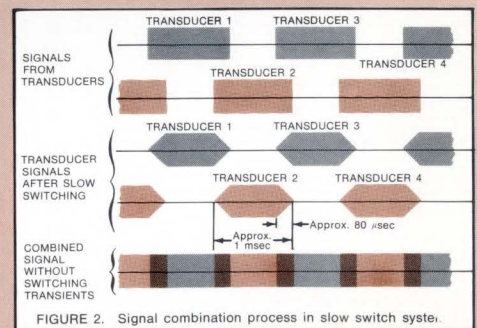 TRANSDUCER 1 TRANSDUCER 3
SIGNALS
FROM
TRANSDUCERS
TRANSDUCER 4
TRANSDUCER 2
TRANSDUCER 1 TRANSDUCER 3
TRANSDUCER
SIGNALS
AFTER SLOW
SWITCHING
TRANSDUCER 2 TRANSDUCER 4
Approx. 80 µsec
Approx.
1 msec
COMBINED
SIGNAL
WITHOUT
SWITCHING
TRANSIENTS
FIGURE 2. Signal combination process in slow switch